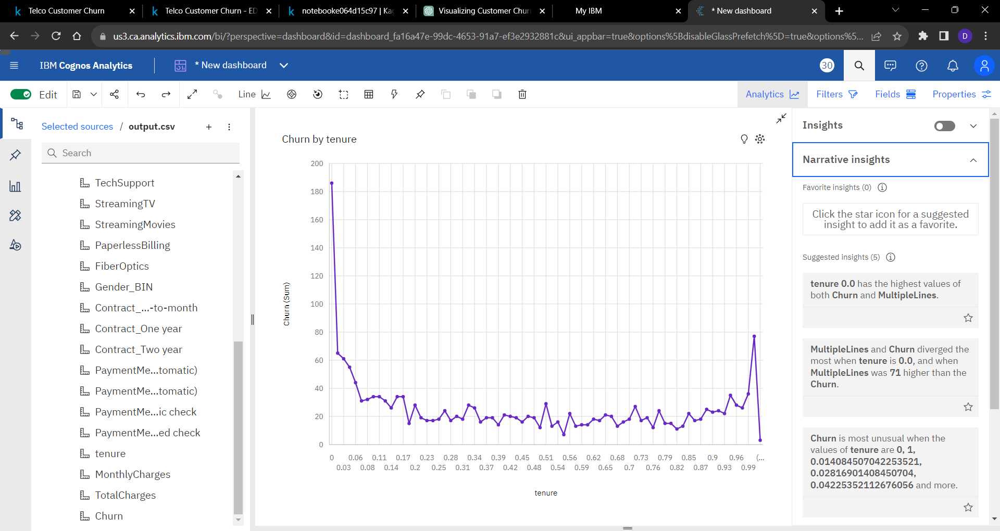 Telco Customer Churn
Telco Customer Churn - ED
notebooke064d15c97 | Kag
Visualizing Customer Churn
My IBM
* New dashboard
us3.ca.analytics.ibm.com/bi/?perspective=dashboard&id=dashboard_fa16a47e-99dc-4653-91a7-ef3e2932881c&ui_appbar=true&options%5BdisableGlassPrefetch%5D=true&options%5...
D
IBM Cognos Analytics
* New dashboard
30
Edit
Line
Analytics
Filters
Fields
Properties
Selected sources / output.csv
Search
TechSupport
StreamingTV
StreamingMovies
PaperlessBilling
FiberOptics
Gender_BIN
Contract_...-to-month
Contract_One year
Contract_Two year
PaymentMe...tomatic)
PaymentMe...tomatic)
PaymentMe...ic check
PaymentMe...ed check
tenure
MonthlyCharges
TotalCharges
Churn
Churn by tenure
Churn (Sum)
200
180
160
140
120
100
80
60
40
20
0
0 0.06 0.11 0.17 0.23 0.28 0.34 0.39 0.45 0.51 0.56 0.62 0.68 0.73 0.79 0.85 0.9 0.96 (...
0.03 0.08 0.14 0.2 0.25 0.31 0.37 0.42 0.48 0.54 0.59 0.65 0.7 0.76 0.82 0.87 0.93 0.99
tenure
Insights
Narrative insights
Favorite insights (0)
Click the star icon for a suggested
insight to add it as a favorite.
Suggested insights (5)
tenure 0.0 has the highest values of
both Churn and MultipleLines.
MultipleLines and Churn diverged the
most when tenure is 0.0, and when
MultipleLines was 71 higher than the
Churn.
Churn is most unusual when the
values of tenure are 0, 1,
0.014084507042253521,
0.02816901408450704,
0.04225352112676056 and more.